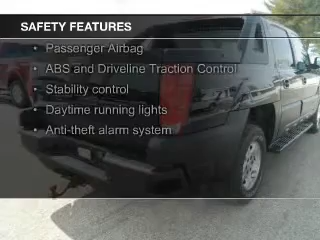 SAFETY FEATURES
• Passenger Airbag
• ABS and Driveline Traction Control
• Stability control
• Daytime running lights
• Anti-theft alarm system